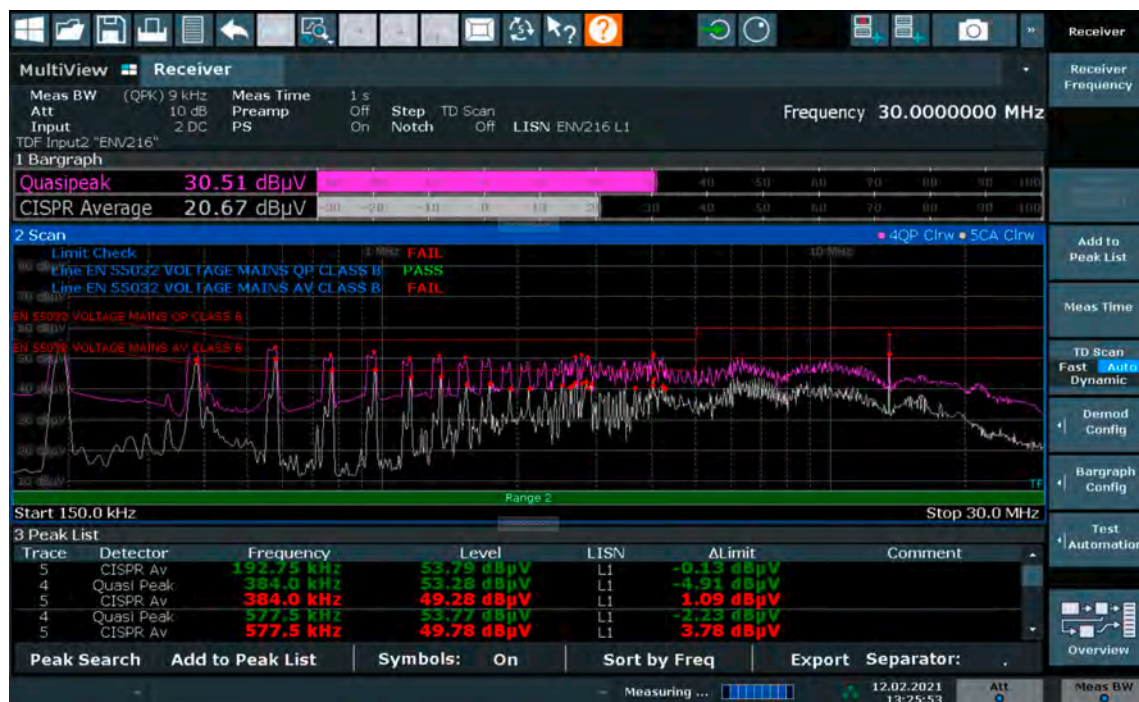 Receiver
MultiView Receiver
Receiver Frequency
Meas BW (QPK) 9 kHz Meas Time 1 s
Att 10 dB Preamp Off Step TD Scan
Input 2 DC PS On Notch Off LISN ENV216 L1
Frequency 30.0000000 MHz
TDF Input2 "ENV216"
1 Bargraph
Quasipeak 30.51 dBµV
CISPR Average 20.67 dBµV
2 Scan 4QP Clrw 5CA Clrw
Limit Check FAIL
Line EN 55032 VOLTAGE MAINS QP CLASS B PASS
Line EN 55032 VOLTAGE MAINS AV CLASS B FAIL
1 MHz 10 MHz
EN 55032 VOLTAGE MAINS QP CLASS B
EN 55032 VOLTAGE MAINS AV CLASS B
TF
Range 2
Start 150.0 kHz Stop 30.0 MHz
Add to Peak List
Meas Time
TD Scan
Fast Auto
Dynamic
Demod Config
Bargraph Config
Test Automation
Overview
3 Peak List
Trace Detector Frequency Level LISN ΔLimit Comment
5 CISPR Av 192.75 kHz 53.79 dBµV L1 -0.13 dBµV
4 Quasi Peak 384.0 kHz 53.28 dBµV L1 -4.91 dBµV
5 CISPR Av 384.0 kHz 49.28 dBµV L1 1.09 dBµV
4 Quasi Peak 577.5 kHz 53.77 dBµV L1 -2.23 dBµV
5 CISPR Av 577.5 kHz 49.78 dBµV L1 3.78 dBµV
Peak Search Add to Peak List Symbols: On Sort by Freq Export Separator: .
Measuring ... 12.02.2021 Att Meas BW
13:25:53